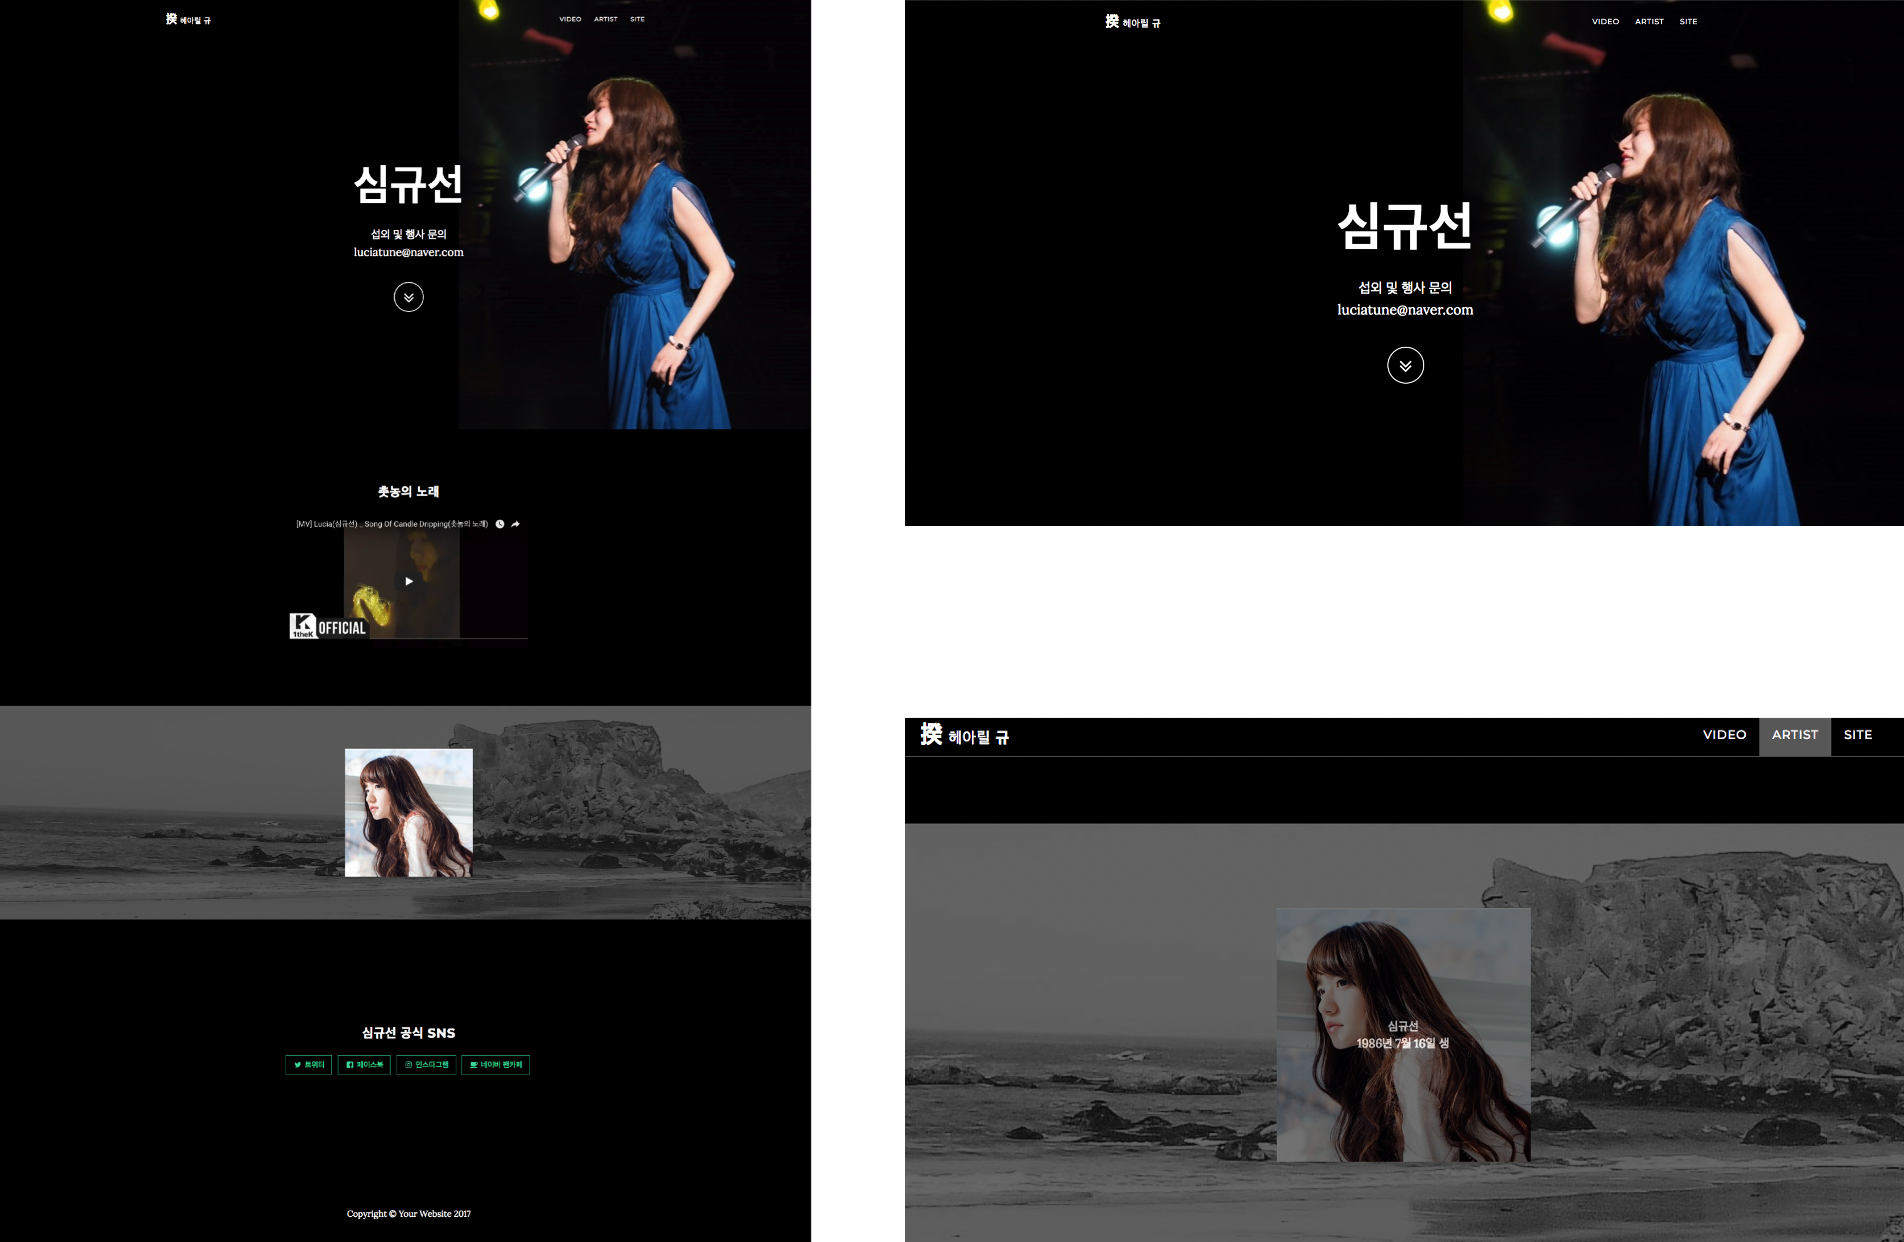 揆 헤아릴 규
VIDEO ARTIST SITE
심규선
섭외 및 행사 문의
luciatune@naver.com
촛농의 노래
[MV] Lucia(심규선) _ Song Of Candle Dripping(촛농의 노래)
1theK OFFICIAL
심규선 공식 SNS
트위터 페이스북 인스타그램 네이버 팬카페
Copyright © Your Website 2017
揆 헤아릴 규
VIDEO ARTIST SITE
심규선
섭외 및 행사 문의
luciatune@naver.com
揆 헤아릴 규
VIDEO ARTIST SITE
심규선
1986년 7월 16일 생